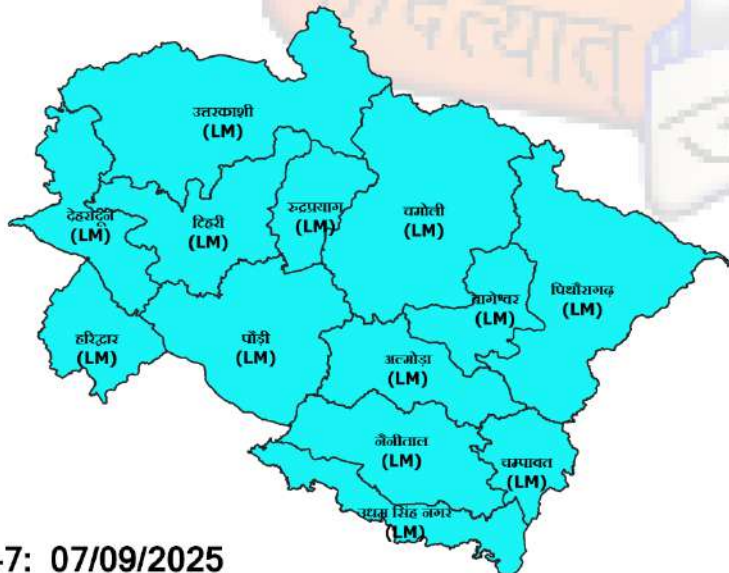 उत्तरकाशी
(LM)
देहरादून
(LM)
टिहरी
(LM)
रुद्रप्रयाग
(LM)
चमोली
(LM)
बागेश्वर
(LM)
पिथौरागढ़
(LM)
हरिद्वार
(LM)
पौड़ी
(LM)
अल्मोड़ा
(LM)
नैनीताल
(LM)
चम्पावत
(LM)
उधम सिंह नगर
(LM)
-7: 07/09/2025